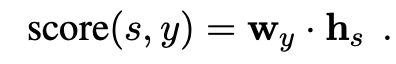 score(s, y) = w_y · h_s .